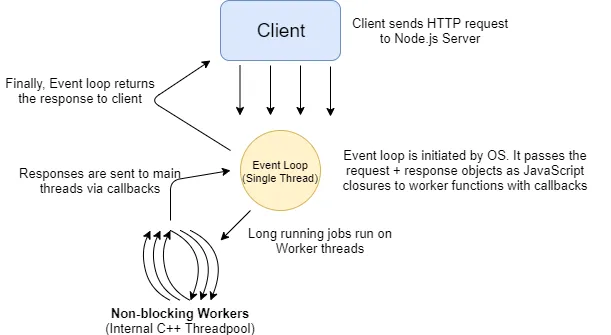 Client
Client sends HTTP request
to Node.js Server
Finally, Event loop returns
the response to client
Event Loop
(Single Thread)
Event loop is initiated by OS. It passes the
request + response objects as JavaScript
closures to worker functions with callbacks
Responses are sent to main
threads via callbacks
Long running jobs run on
Worker threads
Non-blocking Workers
(Internal C++ Threadpool)